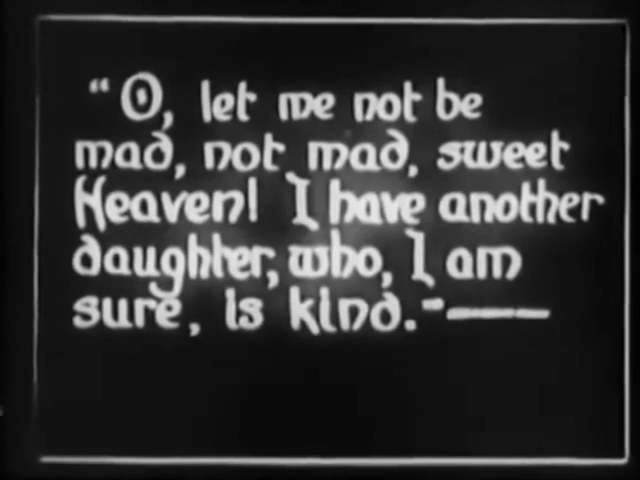 "O, let me not be
mad, not mad, sweet
Heaven! I have another
daughter, who, I am
sure, is kind.-——